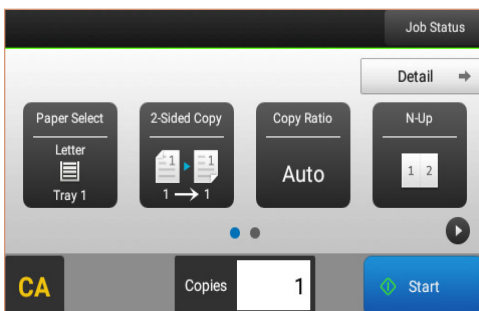 Job Status
Detail
Paper Select
Letter
Tray 1
2-Sided Copy
1 1
1 → 1
Copy Ratio
Auto
N-Up
1 2
CA
Copies 1
Start